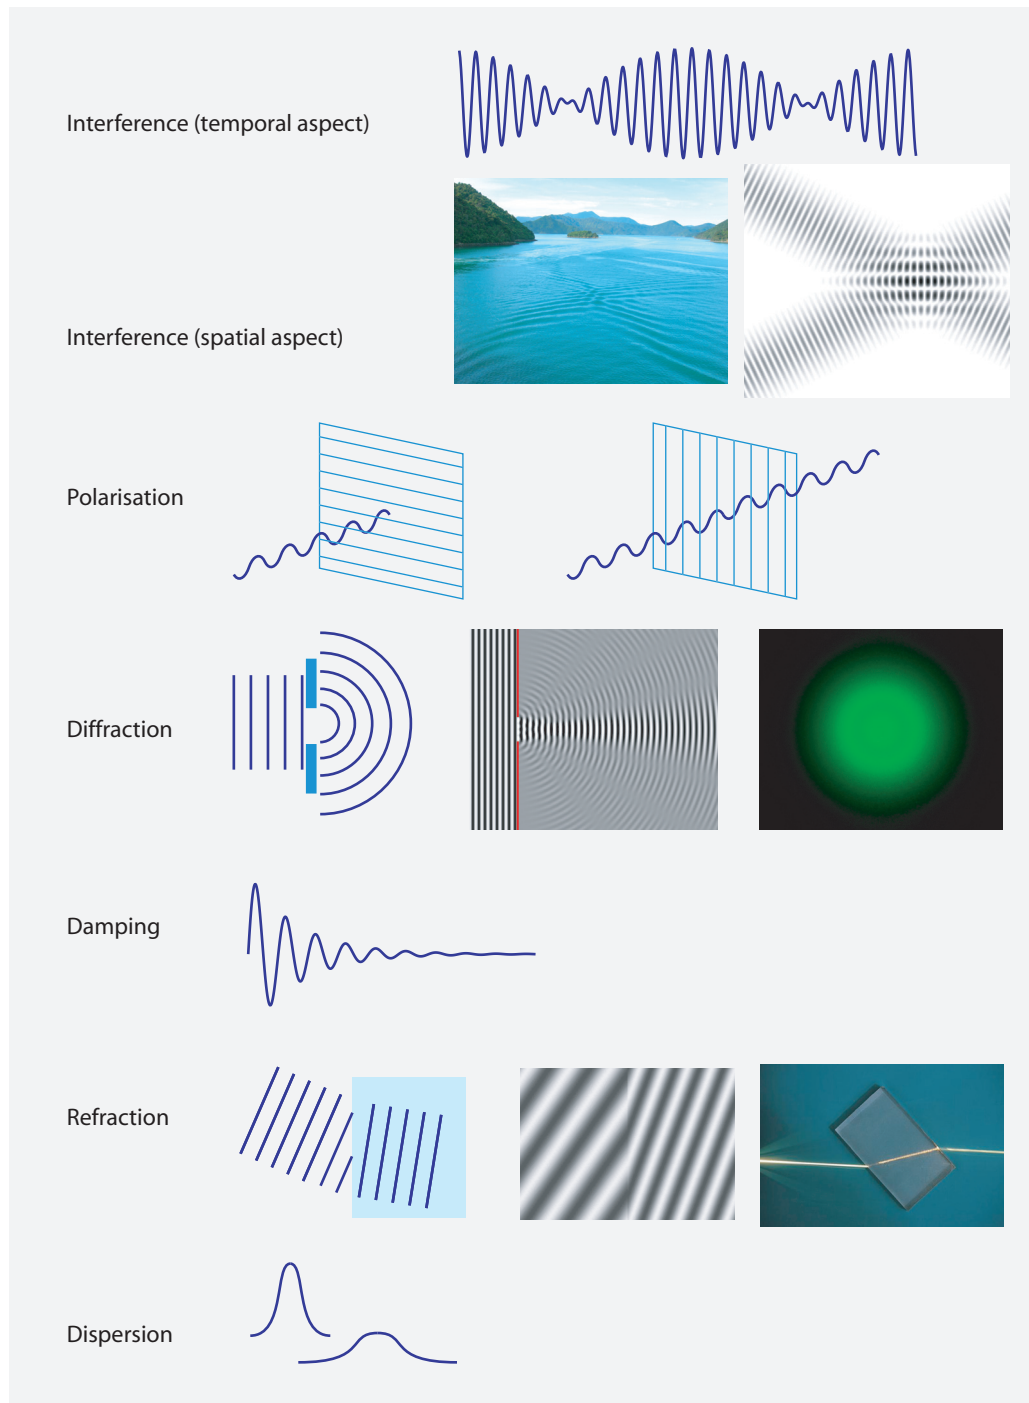 Interference (temporal aspect)
Interference (spatial aspect)
Polarisation
Diffraction
Damping
Refraction
Dispersion